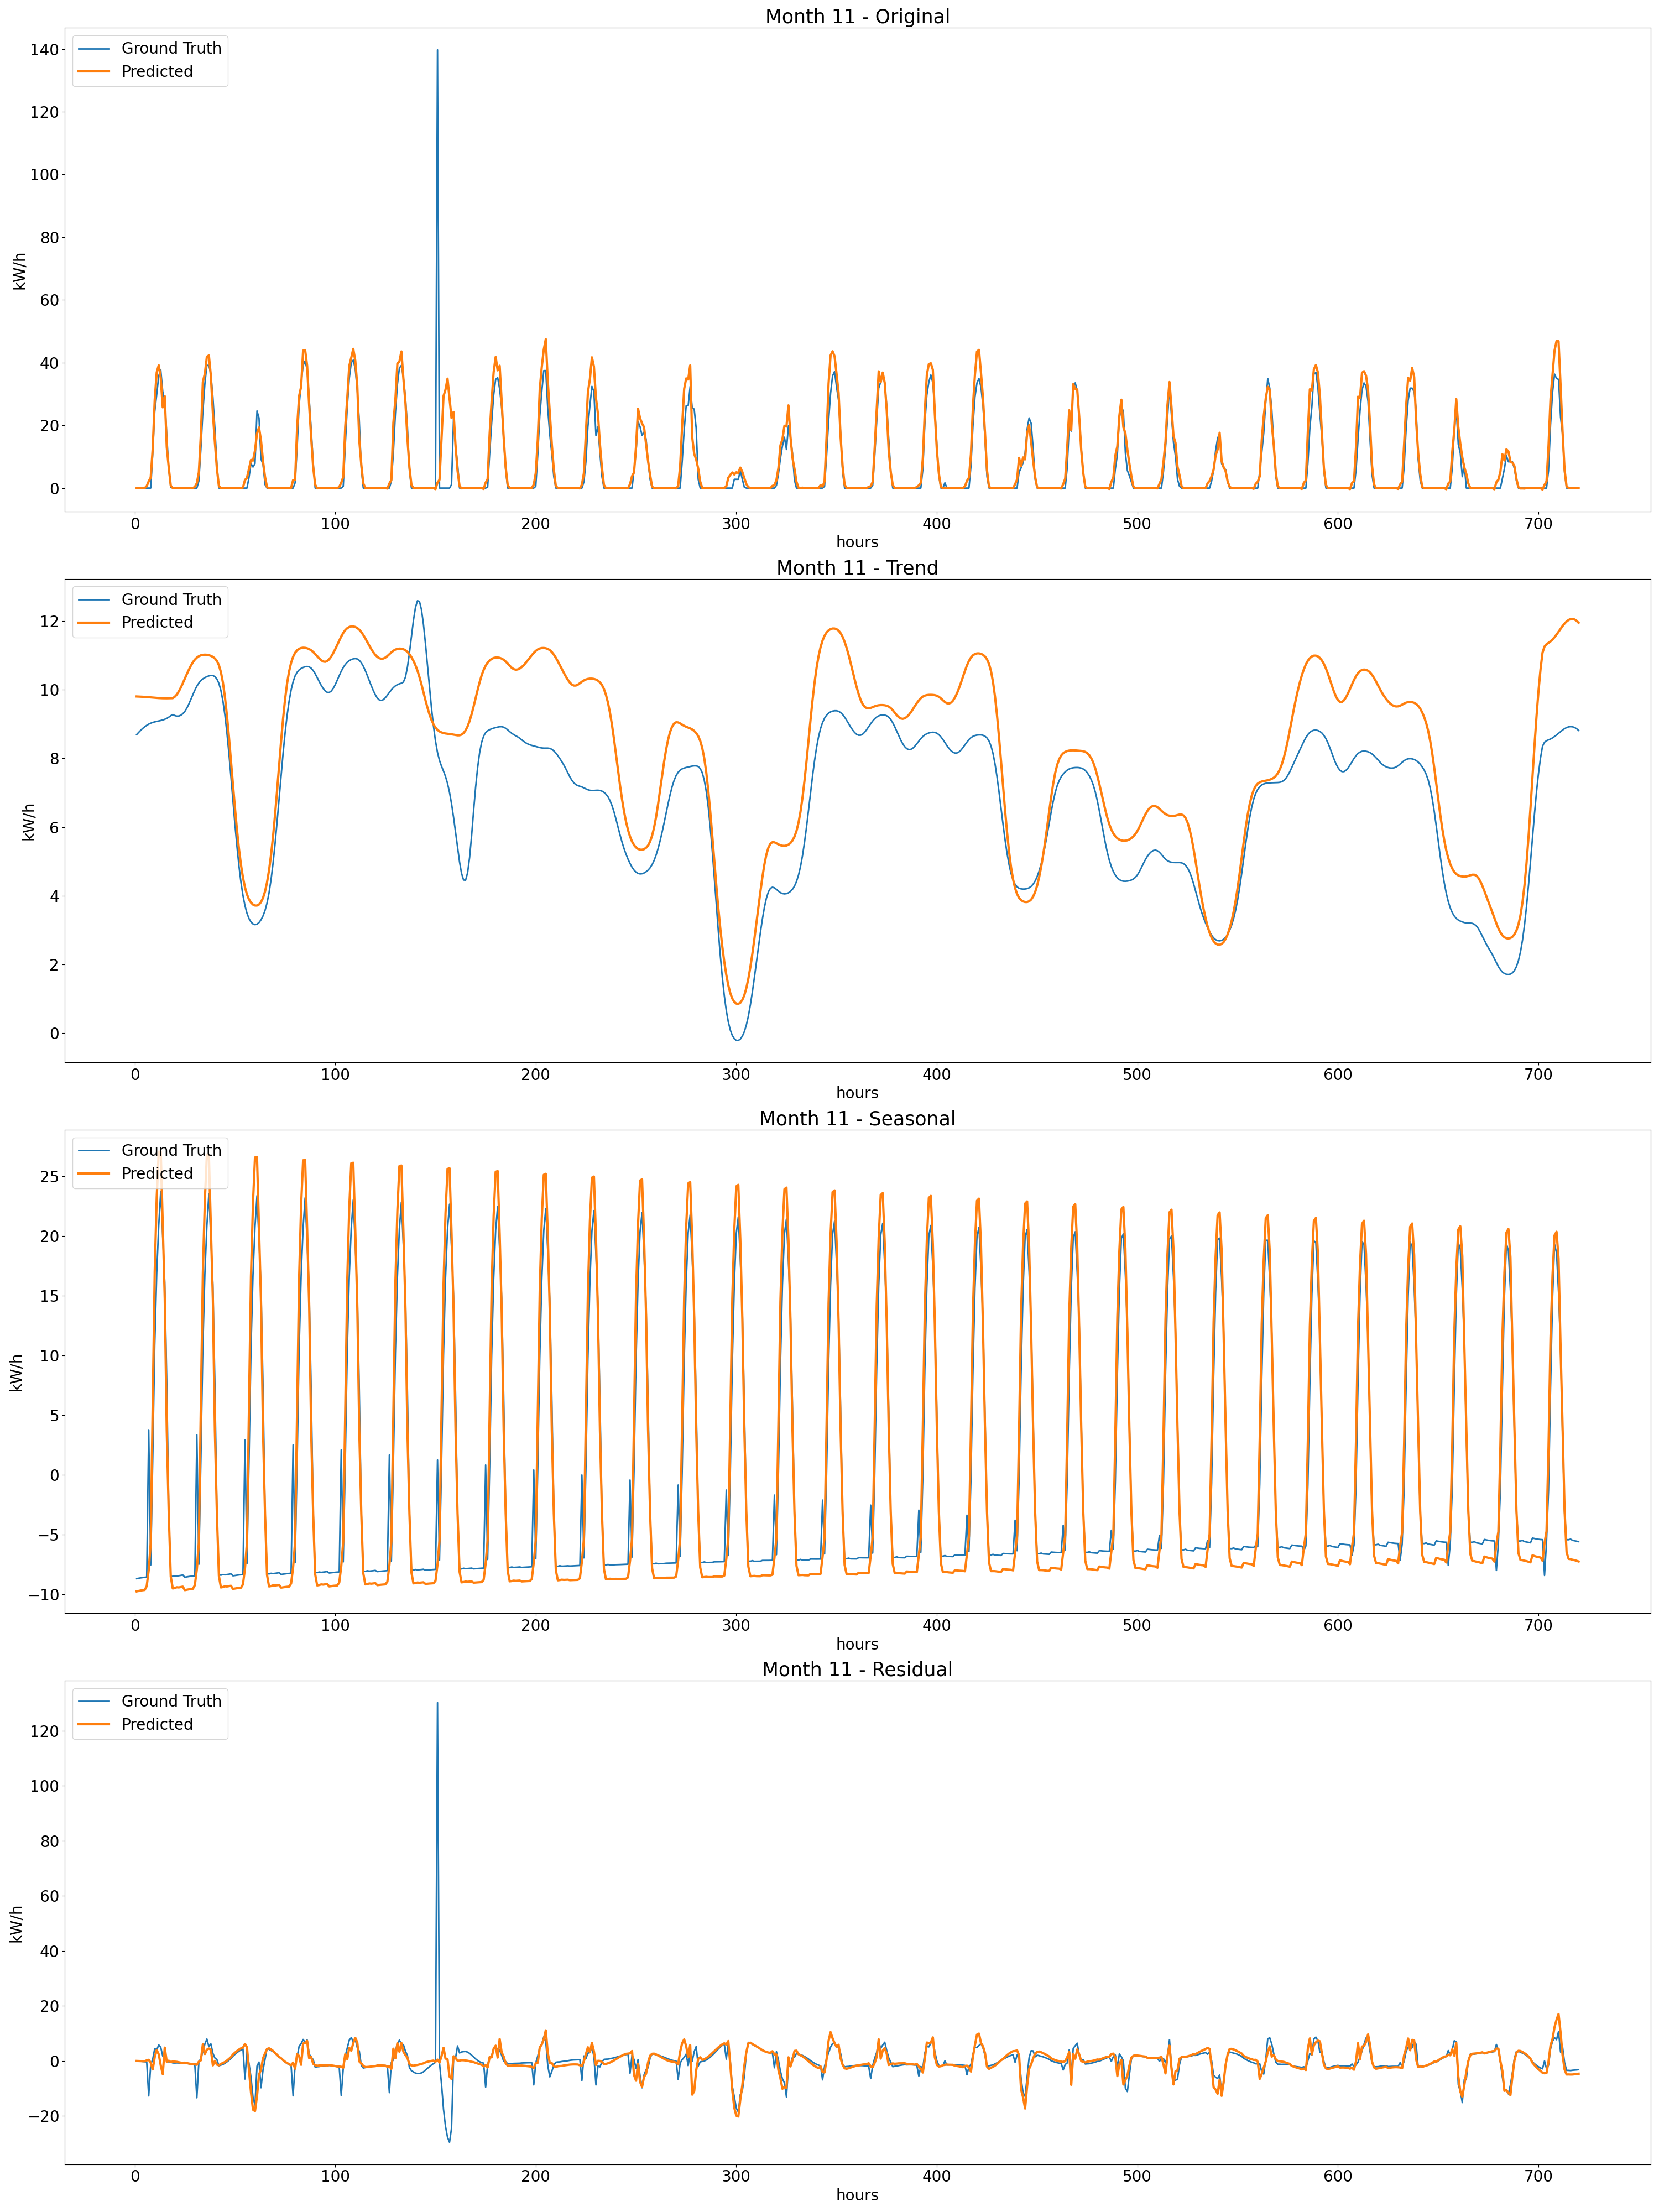 Month 11 - Original
Ground Truth
Predicted
140
120
100
80
60
40
20
0
kW/h
0 100 200 300 400 500 600 700
hours
Month 11 - Trend
Ground Truth
Predicted
12
10
8
6
4
2
0
kW/h
0 100 200 300 400 500 600 700
hours
Month 11 - Seasonal
Ground Truth
Predicted
25
20
15
10
5
0
−5
−10
kW/h
0 100 200 300 400 500 600 700
hours
Month 11 - Residual
Ground Truth
Predicted
120
100
80
60
40
20
0
−20
kW/h
0 100 200 300 400 500 600 700
hours